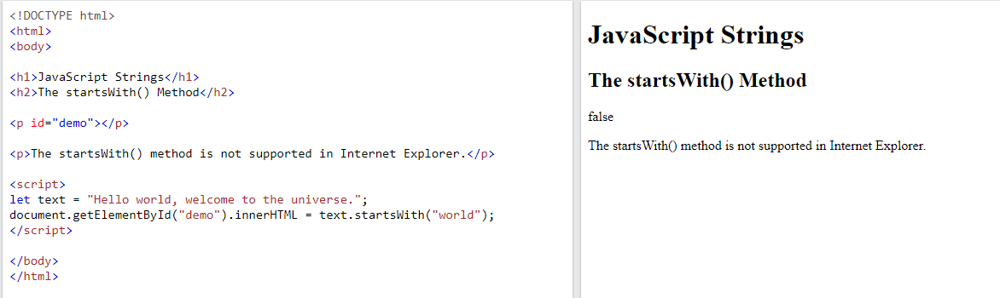 <!DOCTYPE html>
<html>
<body>
<h1>JavaScript Strings</h1>
<h2>The startsWith() Method</h2>
<p id="demo"></p>
<p>The startsWith() method is not supported in Internet Explorer.</p>
<script>
let text = "Hello world, welcome to the universe.";
document.getElementById("demo").innerHTML = text.startsWith("world");
</script>
</body>
</html>
JavaScript Strings
The startsWith() Method
false
The startsWith() method is not supported in Internet Explorer.